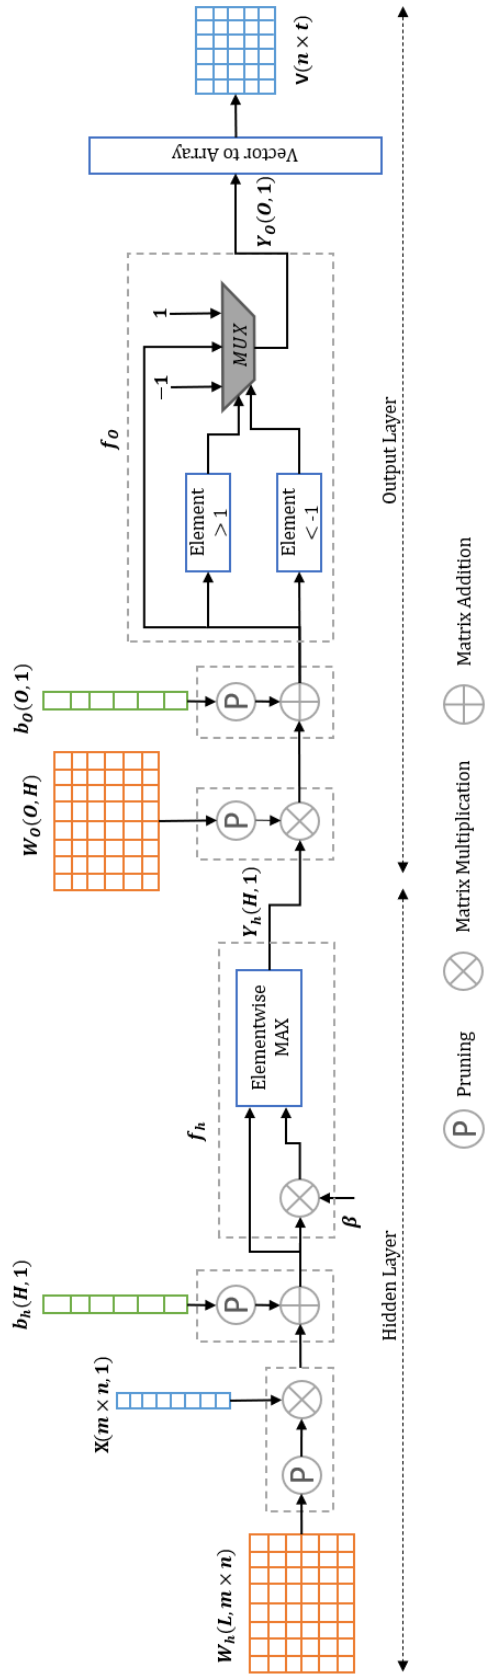 W_h(L, m × n)
X(m × n, 1)
P
b_h(H, 1)
P
β
f_h
Elementwise
MAX
Y_h(H, 1)
Hidden Layer
W_O(O, H)
P
b_O(O, 1)
P
f_O
Element
> 1
Element
< -1
−1
1
MUX
Y_O(O, 1)
Vector to Array
V(n × t)
Output Layer
P
Pruning
Matrix Multiplication
Matrix Addition